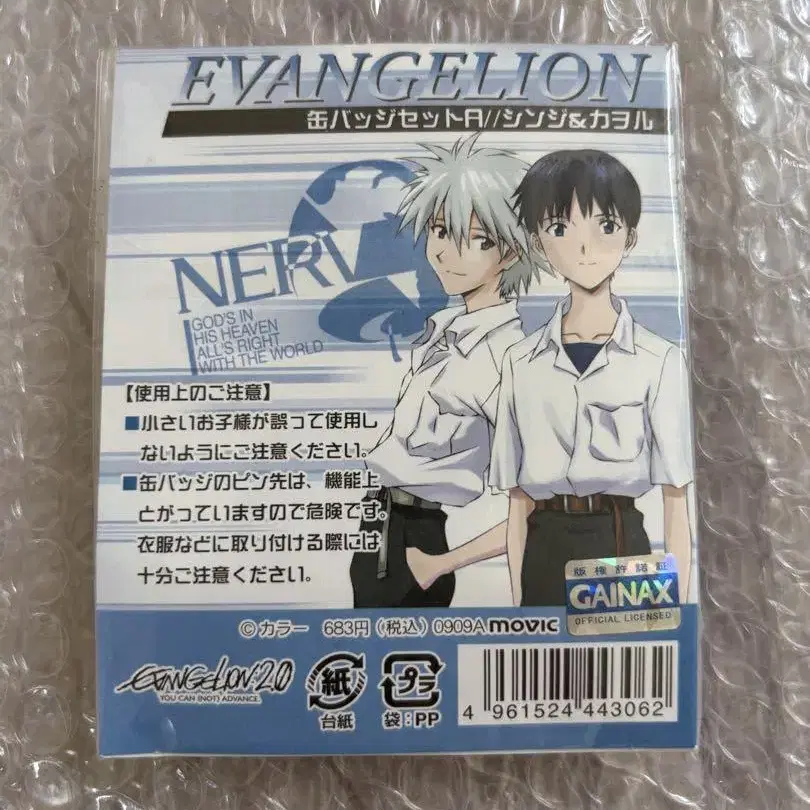 EVANGELION
缶バッジセットA//シンジ&カヲル
NERV
GOD'S IN
HIS HEAVEN
ALL'S RIGHT
WITH THE WORLD
【使用上のご注意】
■小さいお子様が誤って使用し
ないようにご注意ください。
■缶バッジのピン先は、機能上
とがっていますので危険です。
衣服などに取り付ける際には
十分ご注意ください。
版権許諾証
GAINAX
OFFICIAL LICENSED
©カラー 683円(税込) 0909A movic
EVANGELION:2.0
YOU CAN (NOT) ADVANCE.
紙
台紙
プラ
袋:PP
4 961524 443062